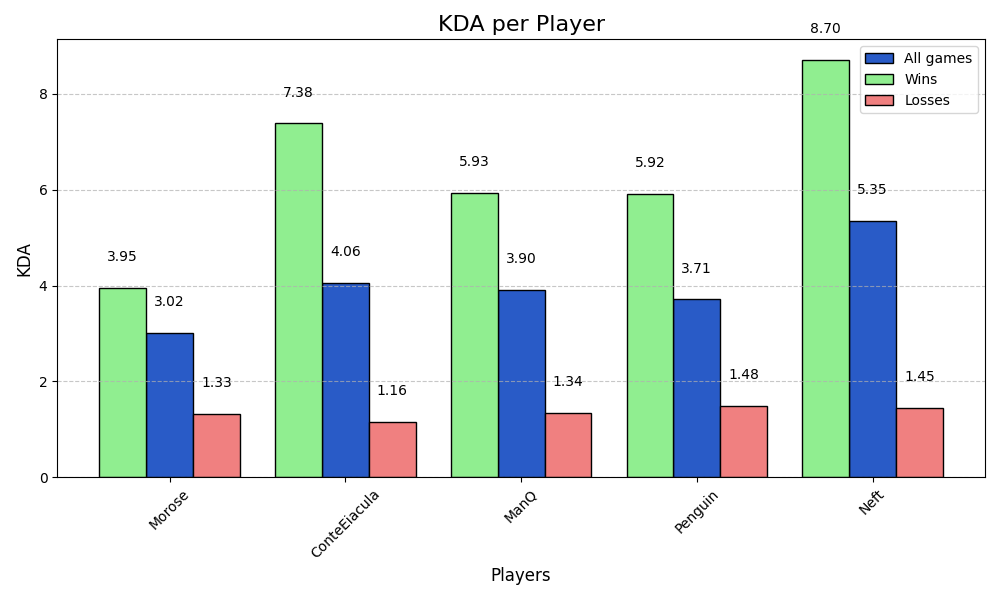 KDA per Player
8.70
All games
Wins
Losses
8
7.38
6
5.93
5.92
5.35
4
3.95
4.06
3.90
3.71
3.02
KDA
2
1.33
1.16
1.34
1.48
1.45
0
Morose
ConteEiacula
ManQ
Penguin
Neft
Players